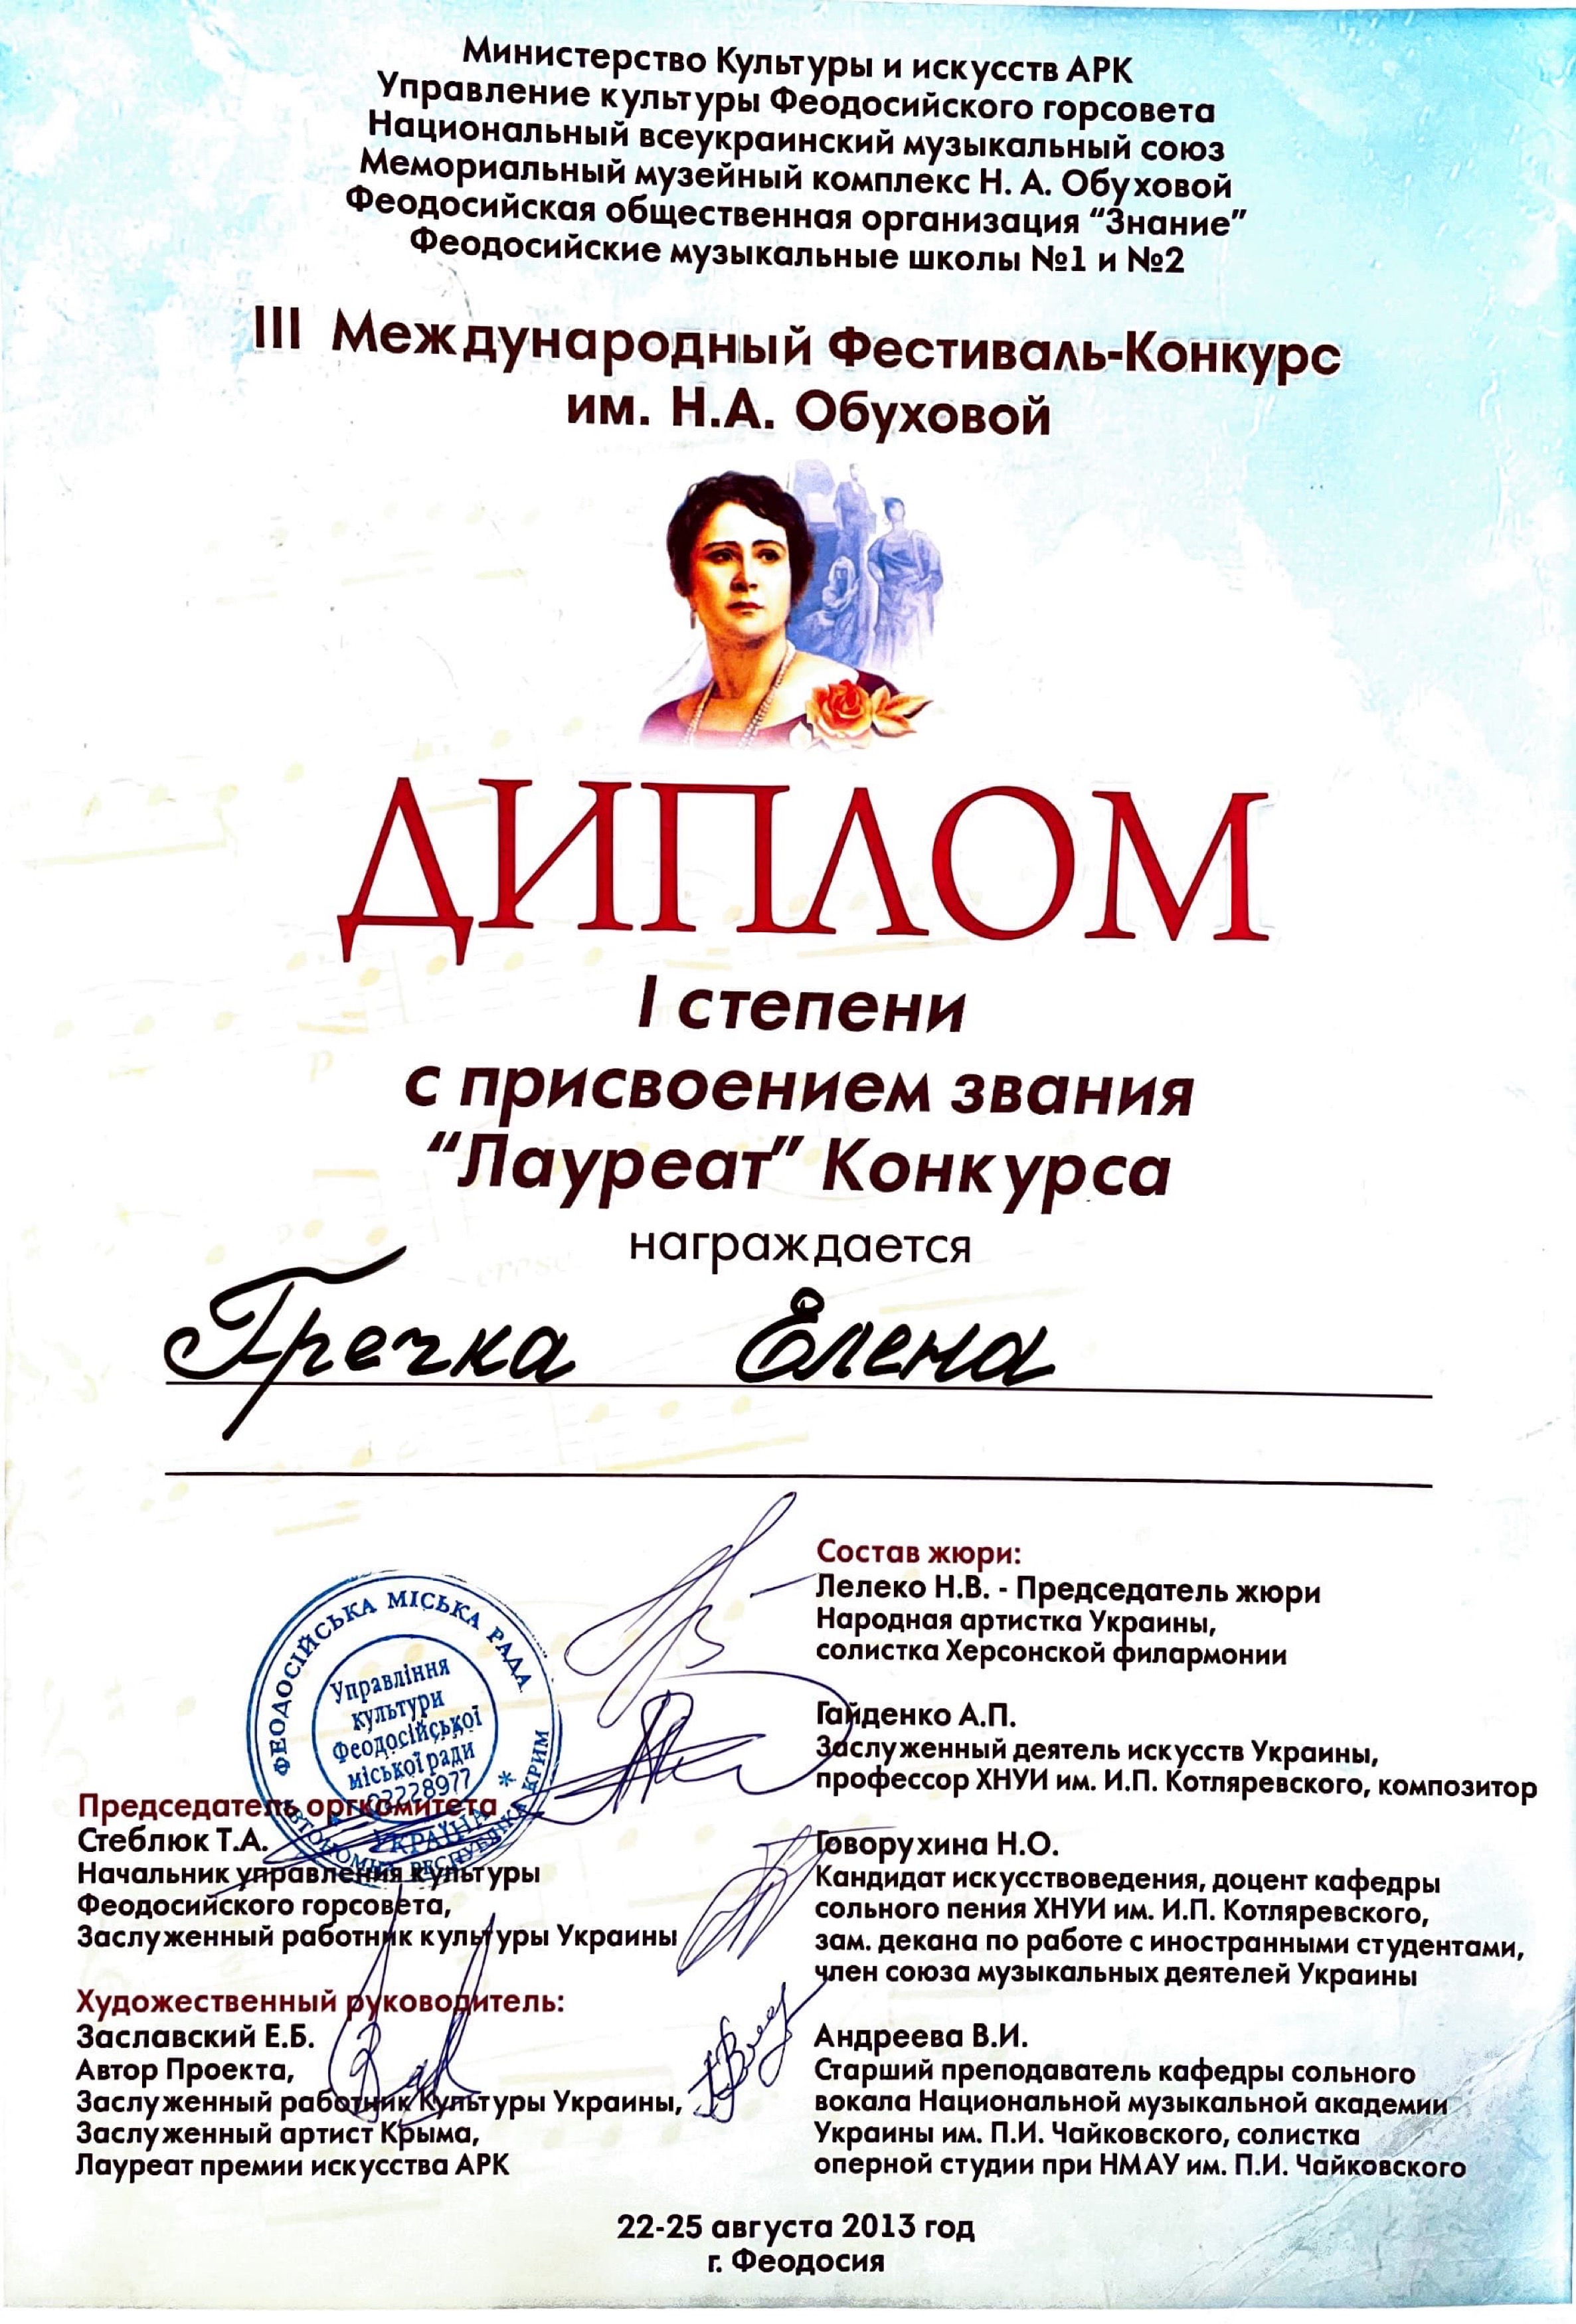 Министерство Культуры и искусств АРК
Управление культуры Феодосийского горсовета
Национальный всеукраинский музыкальный союз
Мемориальный музейный комплекс Н. А. Обуховой
Феодосийская общественная организация “Знание”
Феодосийские музыкальные школы №1 и №2
III Международный Фестиваль-Конкурс
им. Н.А. Обуховой
ДИПЛОМ
I степени
с присвоением звания
“Лауреат” Конкурса
награждается
Гречка Елена
ФЕОДОСІЙСЬКА МІСЬКА РАДА
АВТОНОМНА РЕСПУБЛІКА КРИМ
Управління
культури
Феодосійської
міської ради
03228977
УКРАЇНА
Председатель оргкомитета
Стеблюк Т.А.
Начальник управления культуры
Феодосийского горсовета,
Заслуженный работник культуры Украины
Художественный руководитель:
Заславский Е.Б.
Автор Проекта,
Заслуженный работник Культуры Украины,
Заслуженный артист Крыма,
Лауреат премии искусства АРК
Состав жюри:
Лелеко Н.В. - Председатель жюри
Народная артистка Украины,
солистка Херсонской филармонии
Гайденко А.П.
Заслуженный деятель искусств Украины,
профессор ХНУИ им. И.П. Котляревского, композитор
Говорухина Н.О.
Кандидат искусствоведения, доцент кафедры
сольного пения ХНУИ им. И.П. Котляревского,
зам. декана по работе с иностранными студентами,
член союза музыкальных деятелей Украины
Андреева В.И.
Старший преподаватель кафедры сольного
вокала Национальной музыкальной академии
Украины им. П.И. Чайковского, солистка
оперной студии при НМАУ им. П.И. Чайковского
22-25 августа 2013 год
г. Феодосия